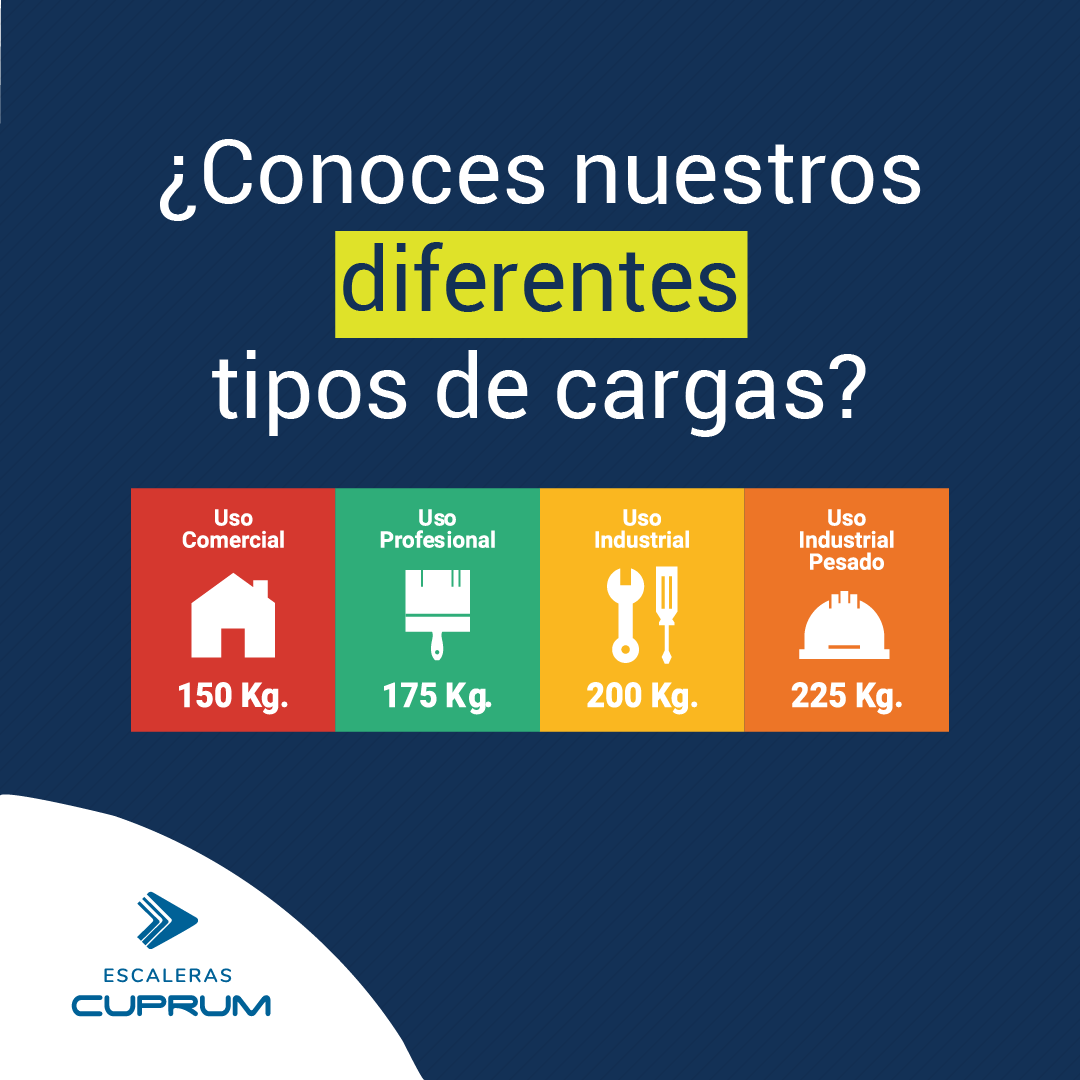 ¿Conoces nuestros
diferentes
tipos de cargas?
Uso
Comercial
150 Kg.
Uso
Profesional
175 Kg.
Uso
Industrial
200 Kg.
Uso
Industrial
Pesado
225 Kg.
ESCALERAS
CUPRUM